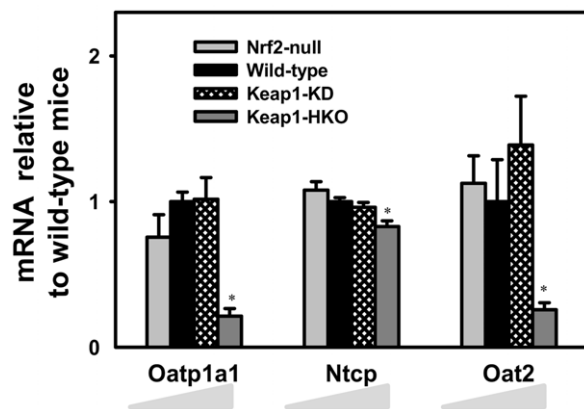 mRNA relative
to wild-type mice
2
1
0
Nrf2-null
Wild-type
Keap1-KD
Keap1-HKO
*
*
*
Oatp1a1 Ntcp Oat2